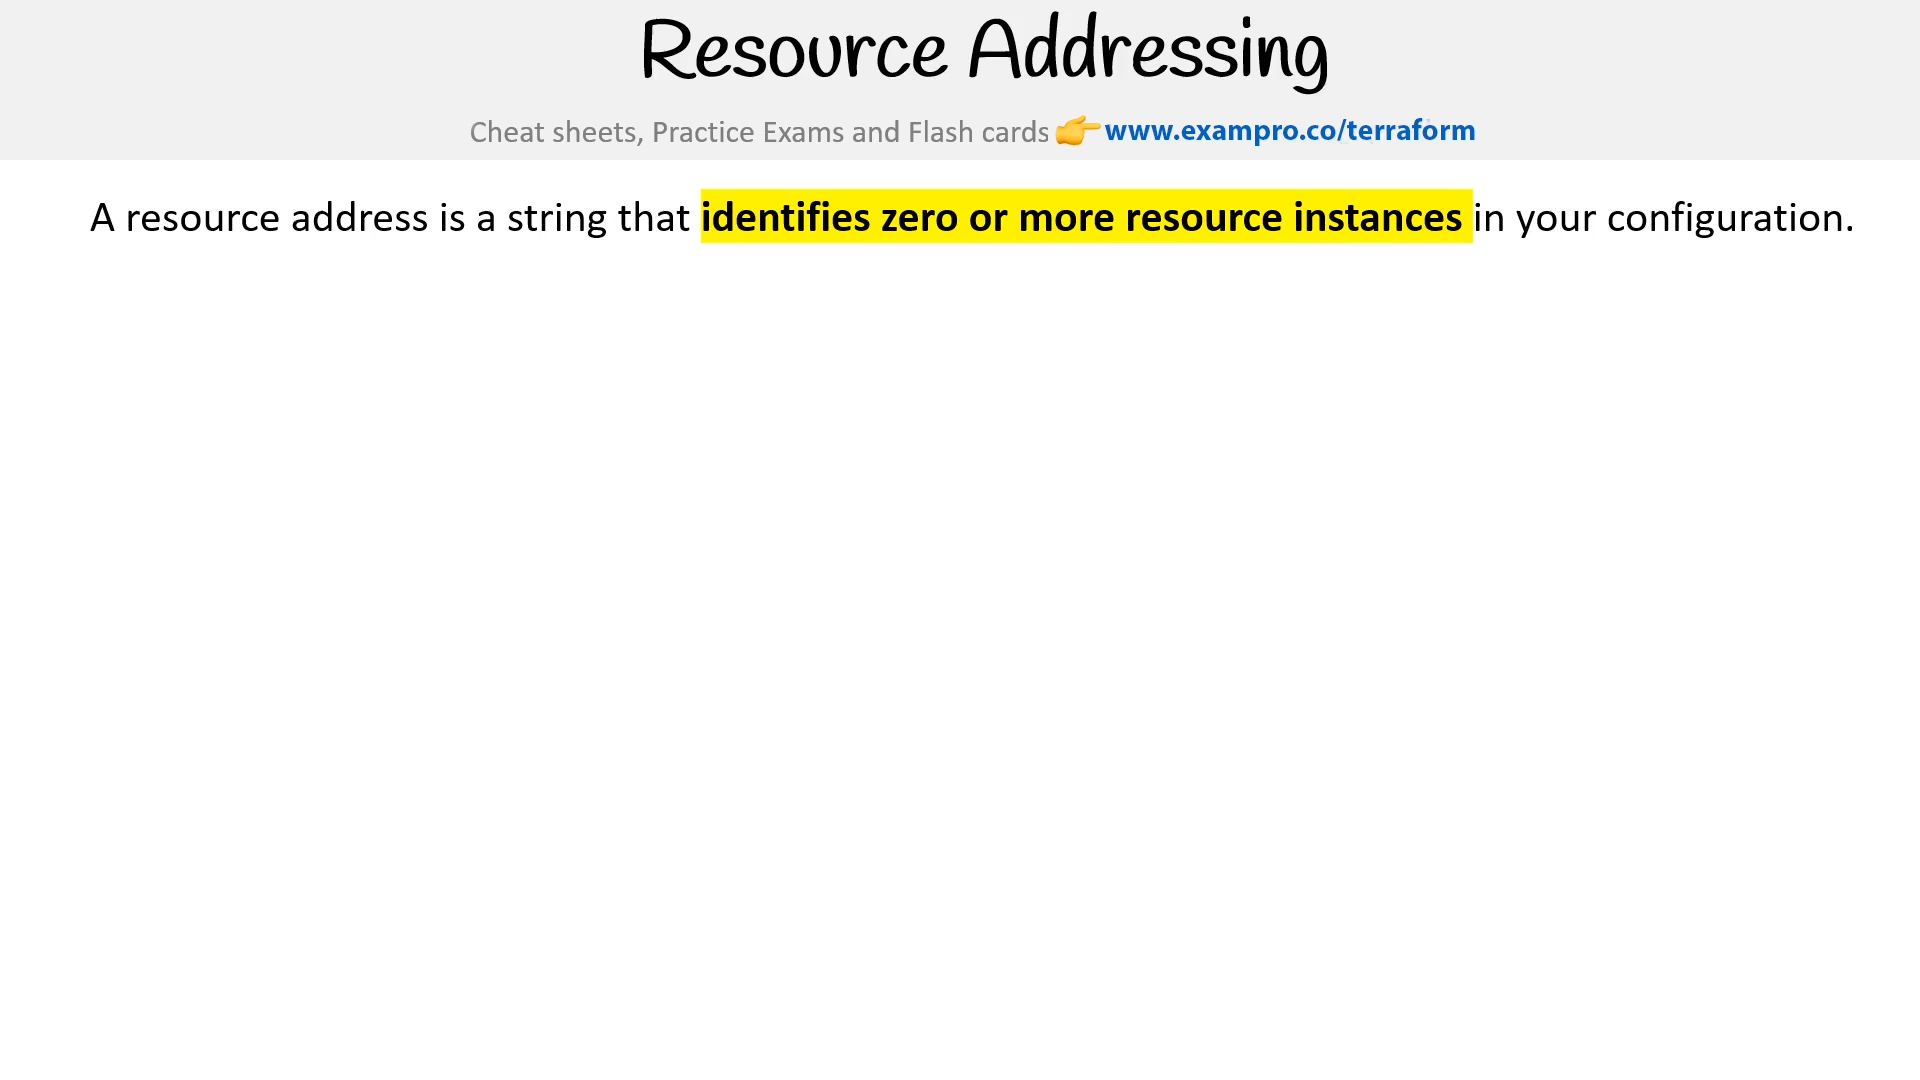 Resource Addressing
Cheat sheets, Practice Exams and Flash cards 👉www.exampro.co/terraform
A resource address is a string that identifies zero or more resource instances in your configuration.